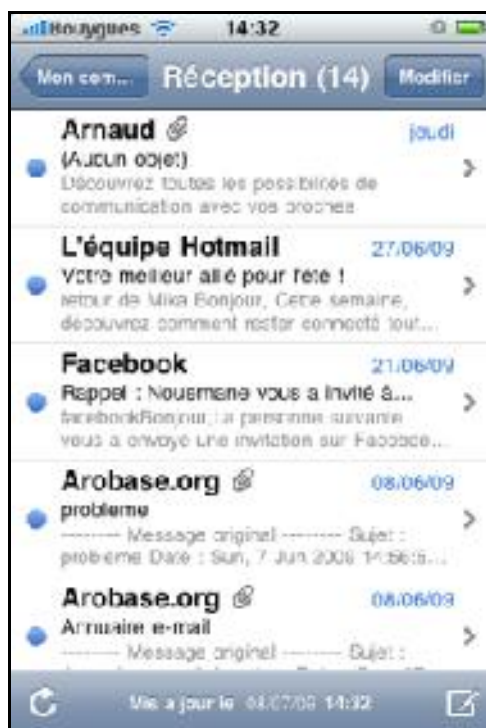 Bouygues 14:32
Mon com... Réception (14) Modifier
Arnaud jeudi
(Aucun objet)
Découvrez toutes les possibilités de
communication avec vos proches
L'équipe Hotmail 27/06/09
Votre meilleur allié pour l'été !
retour de Mika Bonjour, Cette semaine,
découvrez comment rester connecté tout...
Facebook 21/06/09
Rappel : Nouemane vous a invité à...
facebookBonjour, La personne suivante
vous a envoyé une invitation sur Facebook...
Arobase.org 08/06/09
probleme
-------- Message original -------- Sujet :
probleme Date : Sun, 7 Jun 2009
Arobase.org 08/06/09
Annuaire e-mail
-------- Message original -------- Sujet :
Mis à jour le 08/07/09 14:32